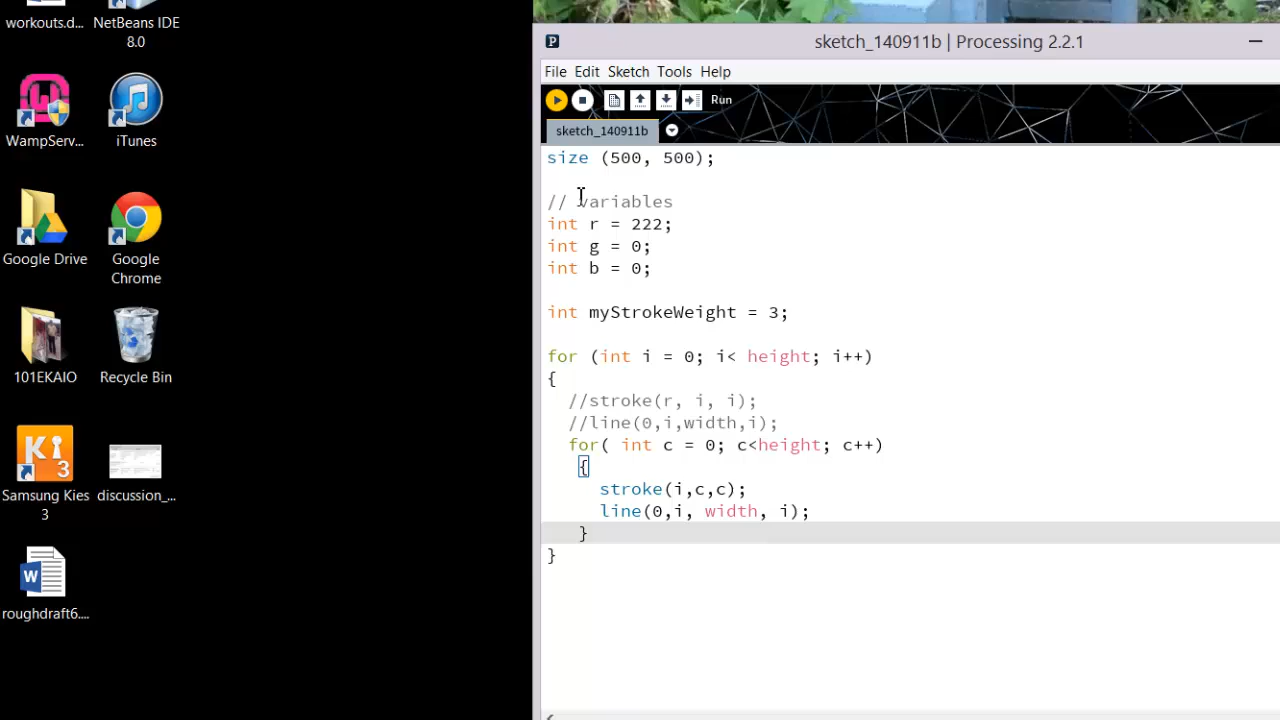 workouts.d...
NetBeans IDE
8.0
WampServ...
iTunes
Google Drive
Google
Chrome
101EKAIO
Recycle Bin
Samsung Kies
3
discussion_...
roughdraft6....
sketch_140911b | Processing 2.2.1
File Edit Sketch Tools Help
Run
sketch_140911b
size (500, 500);
// variables
int r = 222;
int g = 0;
int b = 0;
int myStrokeWeight = 3;
for (int i = 0; i< height; i++)
{
//stroke(r, i, i);
//line(0,i,width,i);
for( int c = 0; c<height; c++)
{
stroke(i,c,c);
line(0,i, width, i);
}
}